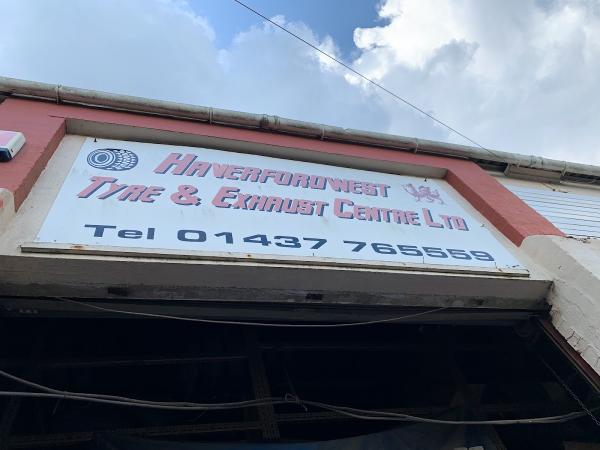 Haverfordwest
Tyre & Exhaust Centre Ltd
Tel 01437 765559